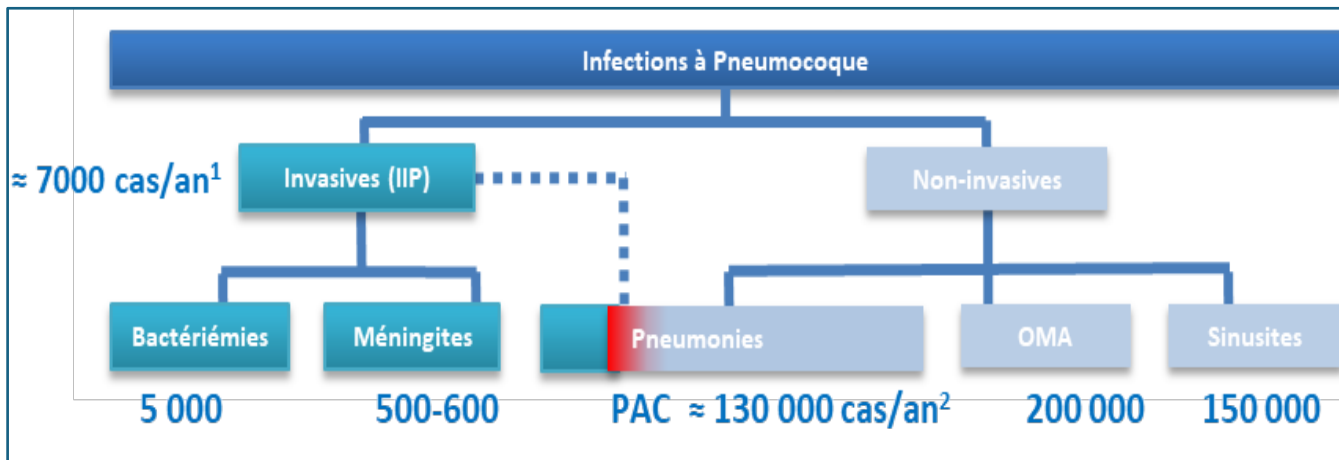 Infections à Pneumocoque
≈ 7000 cas/an¹
Invasives (IIP)
Non-invasives
Bactériémies
Méningites
Pneumonies
OMA
Sinusites
5 000
500-600
PAC ≈ 130 000 cas/an²
200 000
150 000